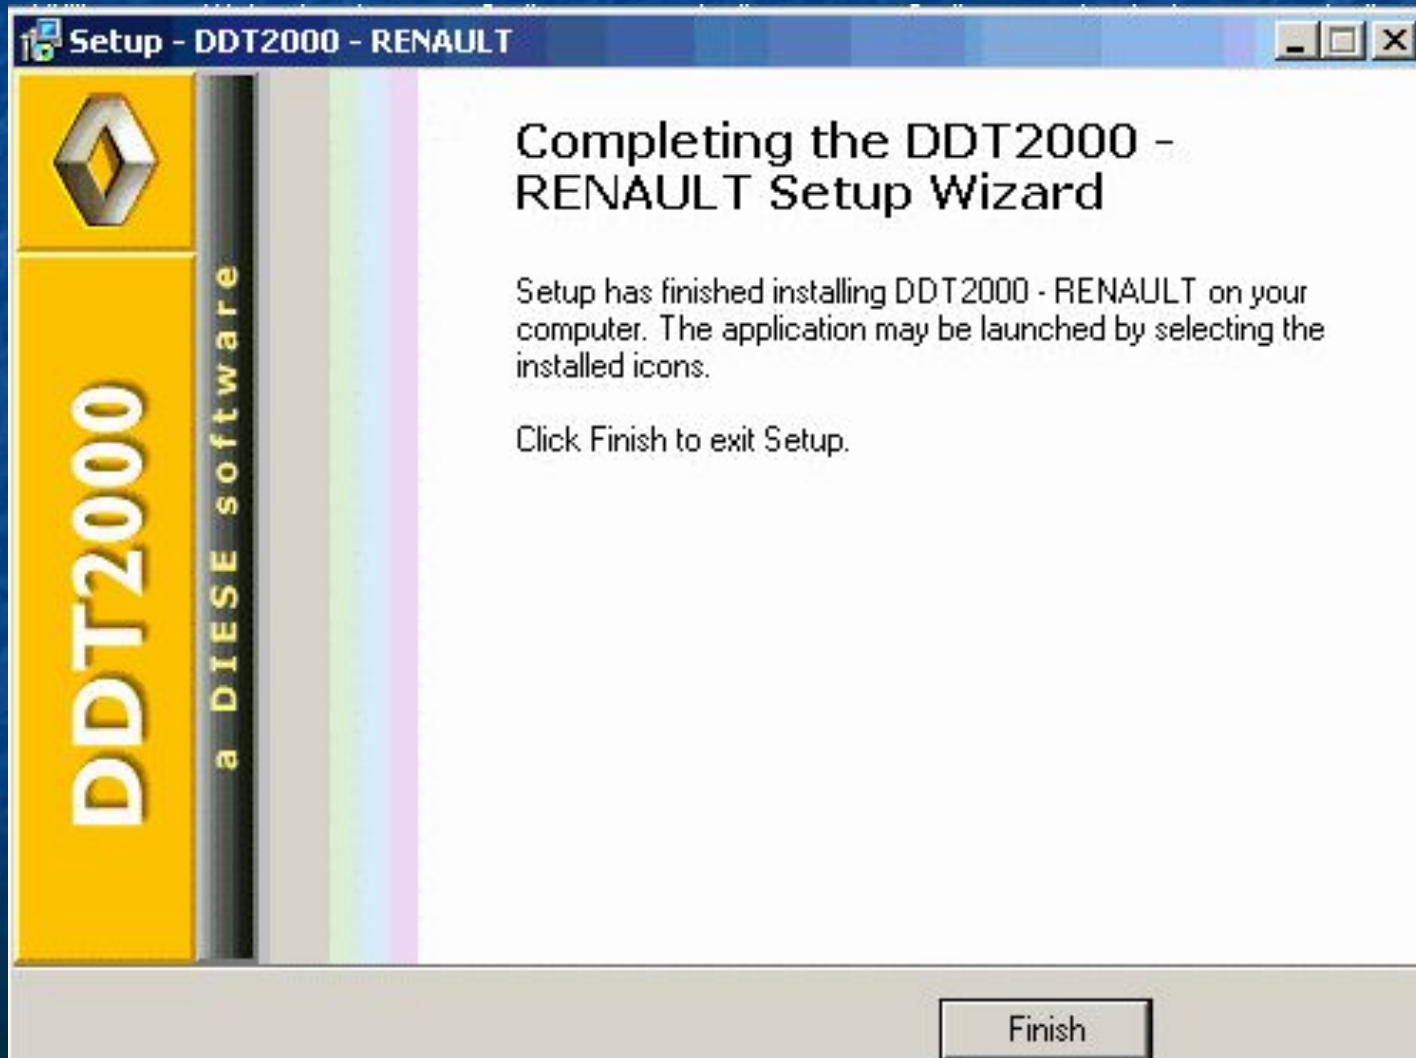 Setup - DDT2000 - RENAULT
DDT2000
a DIESE software
Completing the DDT2000 -
RENAULT Setup Wizard
Setup has finished installing DDT2000 - RENAULT on your
computer. The application may be launched by selecting the
installed icons.
Click Finish to exit Setup.
Finish